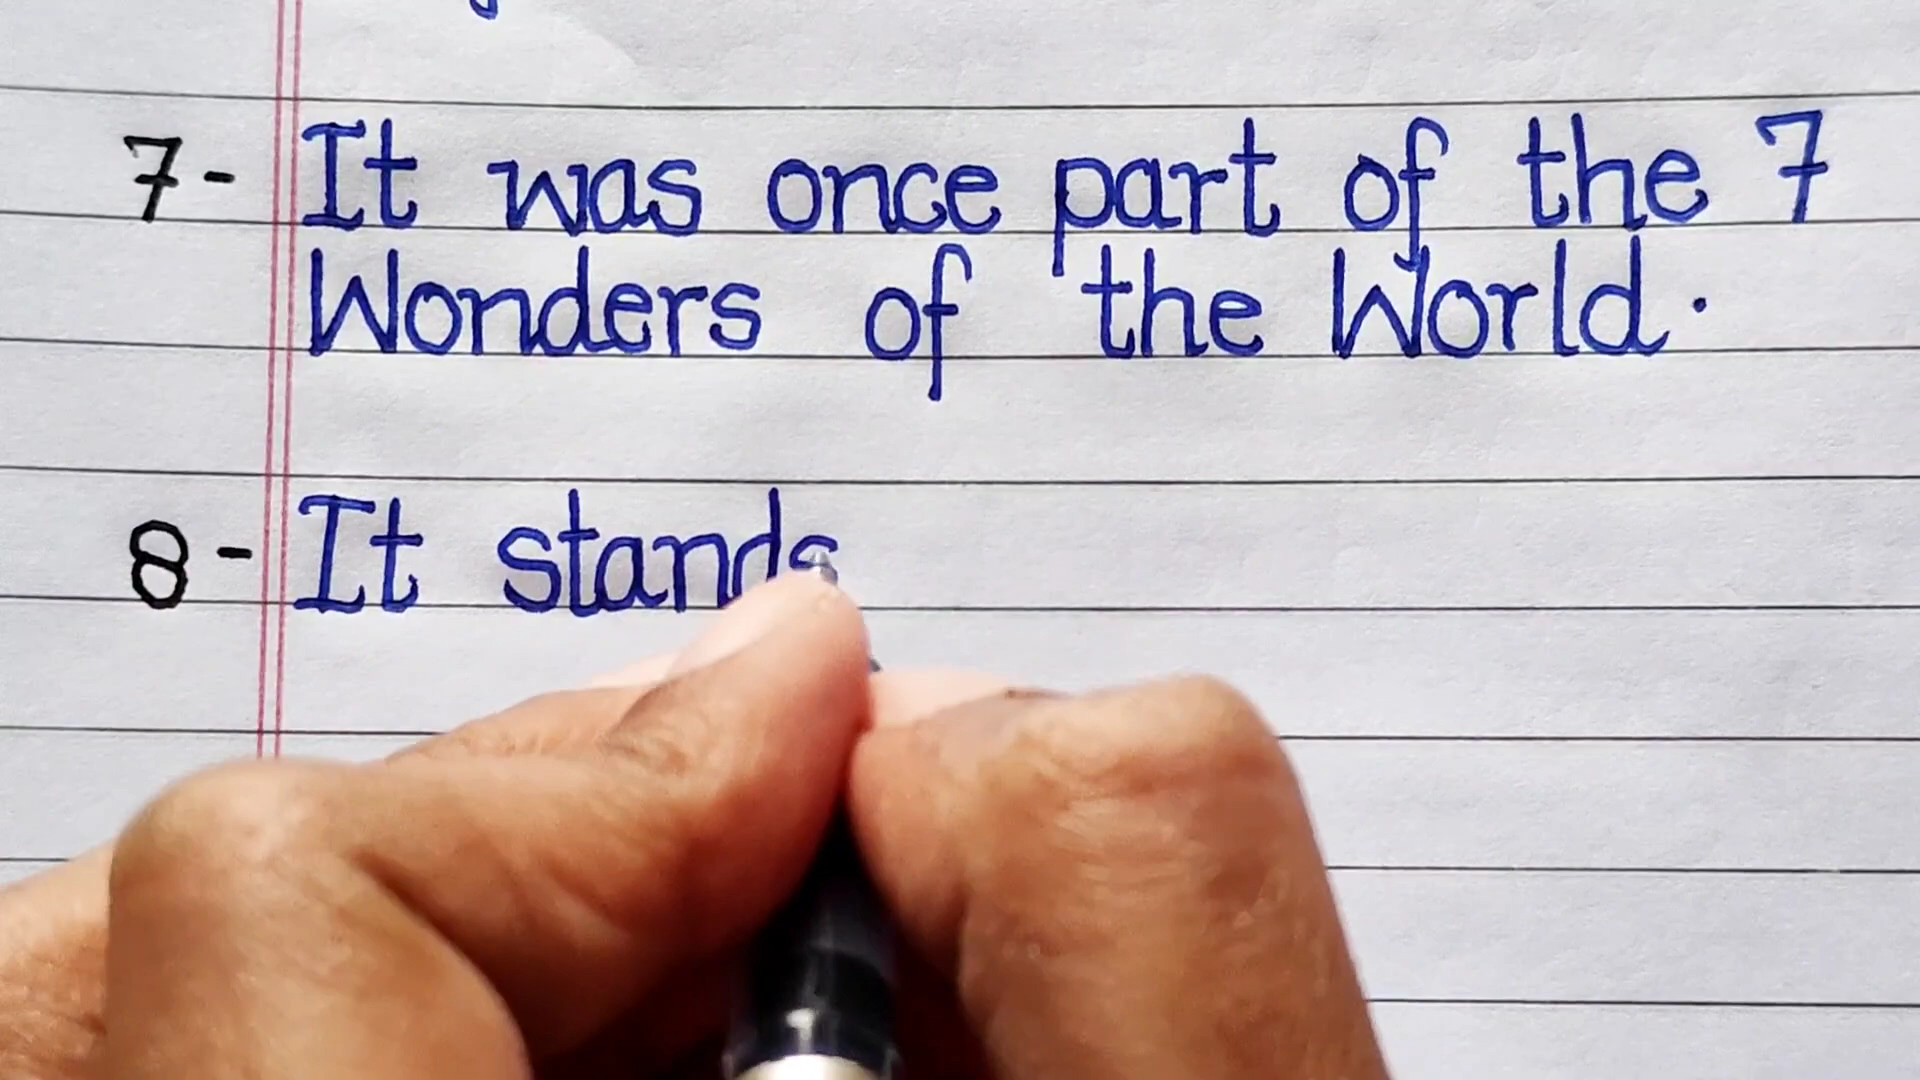 7- It was once part of the 7
Wonders of the World.
8- It stands